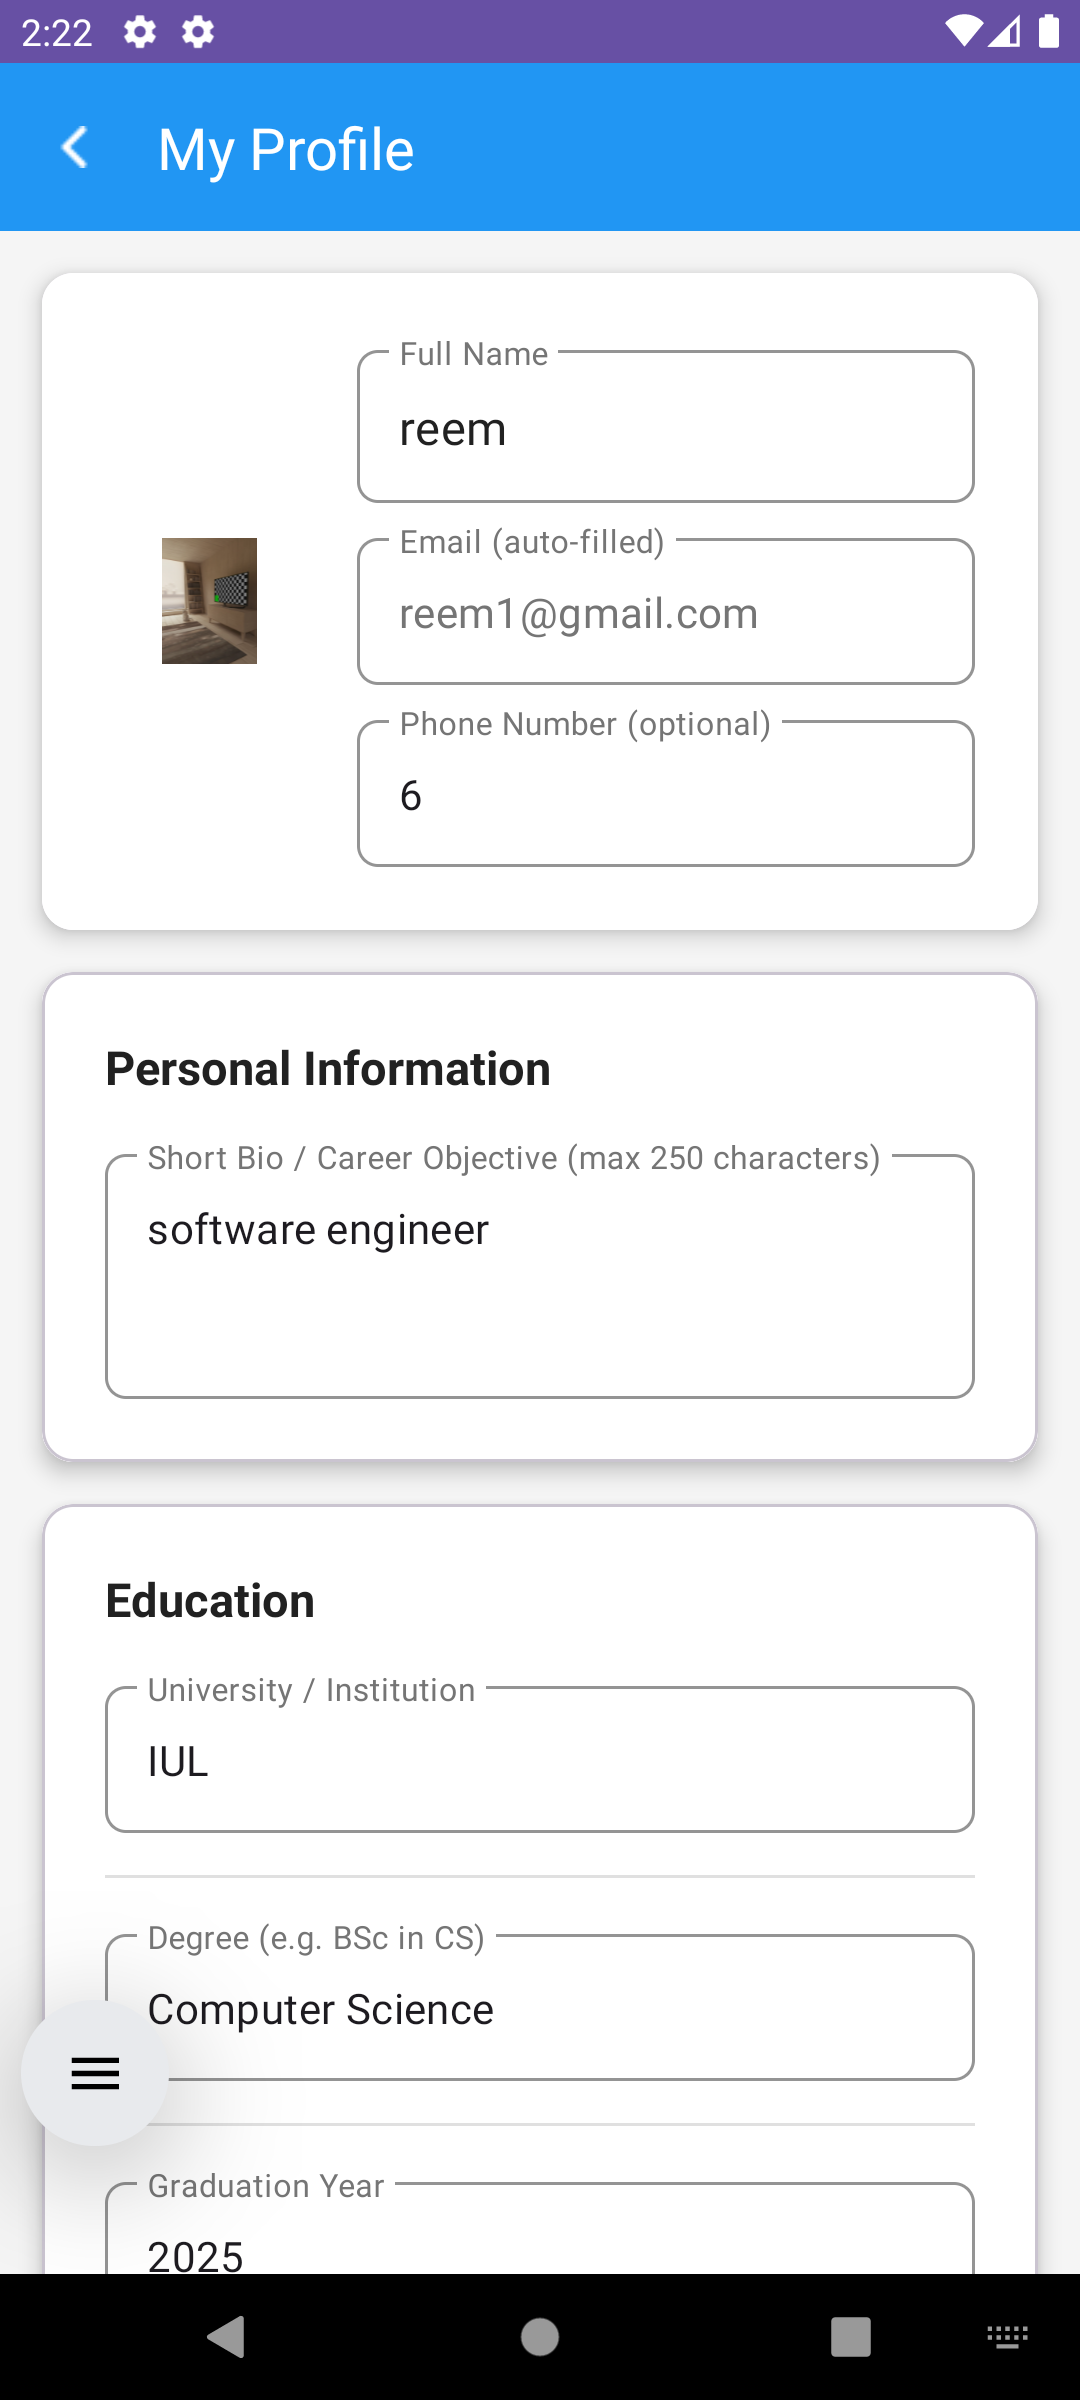 2:22
My Profile
Full Name
reem
Email (auto-filled)
reem1@gmail.com
Phone Number (optional)
6
Personal Information
Short Bio / Career Objective (max 250 characters)
software engineer
Education
University / Institution
IUL
Degree (e.g. BSc in CS)
Computer Science
Graduation Year
2025